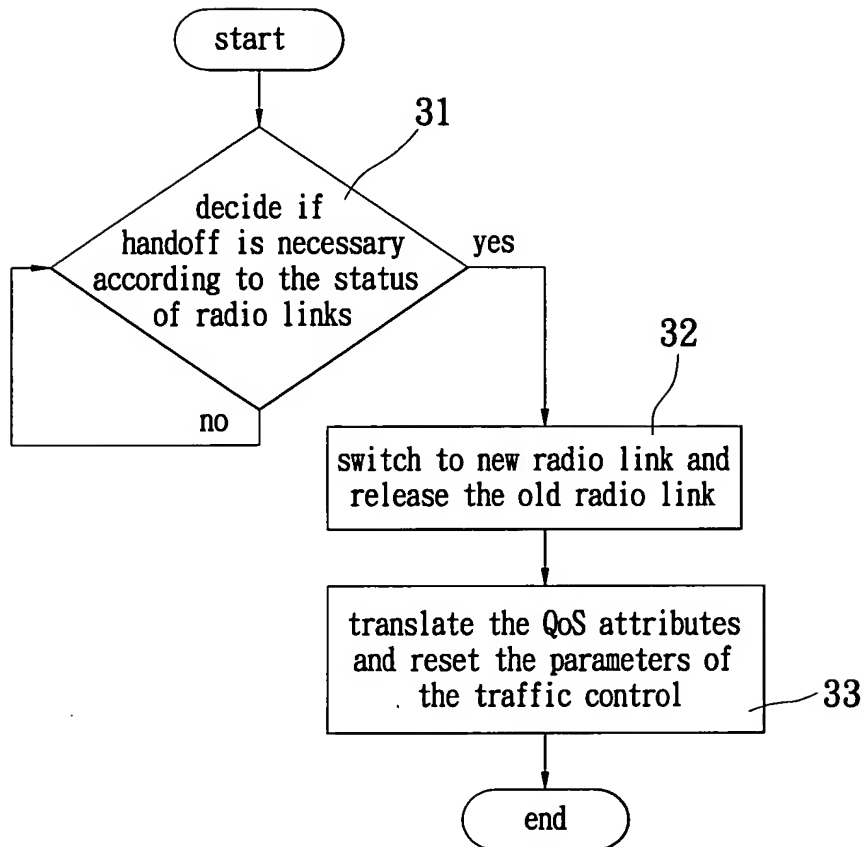 start
31
decide if
handoff is necessary
according to the status
of radio links
yes
no
32
switch to new radio link and
release the old radio link
translate the QoS attributes
and reset the parameters of
the traffic control
33
end